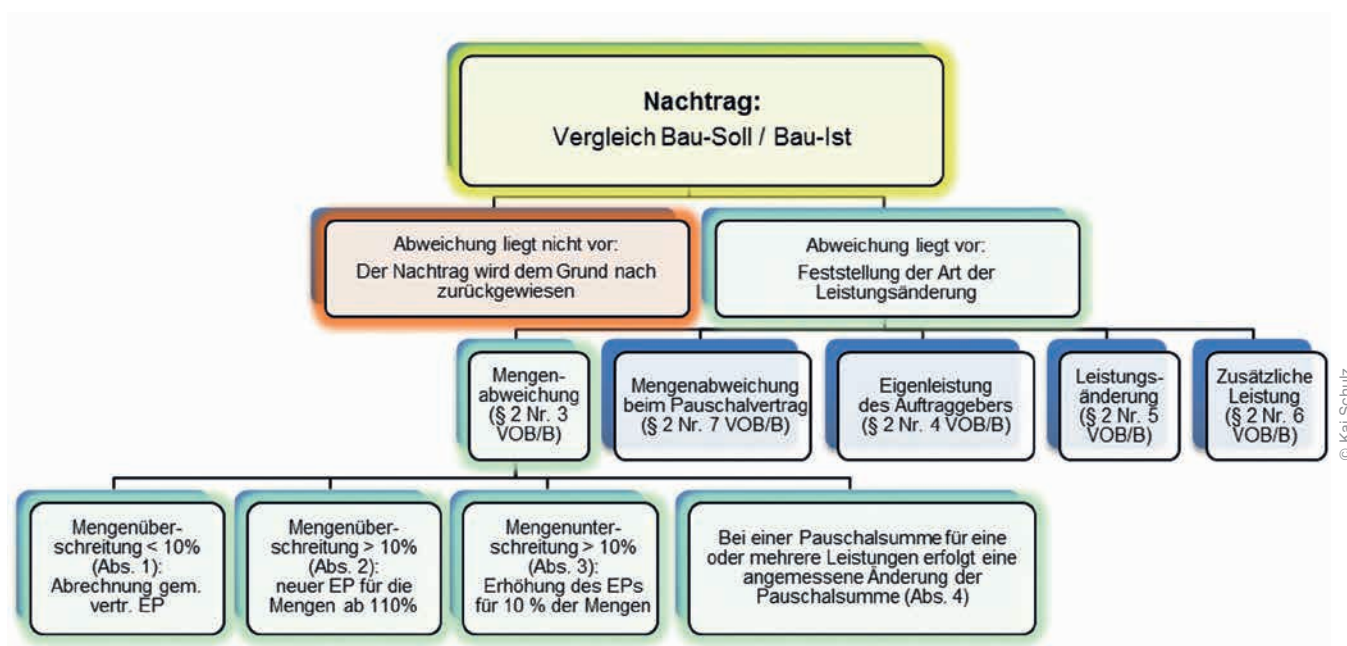 Nachtrag:
Vergleich Bau-Soll / Bau-Ist
Abweichung liegt nicht vor:
Der Nachtrag wird dem Grund nach
zurückgewiesen
Abweichung liegt vor:
Feststellung der Art der
Leistungsänderung
Mengen-
abweichung
(§ 2 Nr. 3
VOB/B)
Mengenabweichung
beim Pauschalvertrag
(§ 2 Nr. 7 VOB/B)
Eigenleistung
des Auftraggebers
(§ 2 Nr. 4 VOB/B)
Leistungs-
änderung
(§ 2 Nr. 5
VOB/B)
Zusätzliche
Leistung
(§ 2 Nr. 6
VOB/B)
Mengenüber-
schreitung < 10%
(Abs. 1):
Abrechnung gem.
vertr. EP
Mengenüber-
schreitung > 10%
(Abs. 2):
neuer EP für die
Mengen ab 110%
Mengenunter-
schreitung > 10%
(Abs. 3):
Erhöhung des EPs
für 10 % der Mengen
Bei einer Pauschalsumme für eine
oder mehrere Leistungen erfolgt eine
angemessene Änderung der
Pauschalsumme (Abs. 4)
© Kai Schulz